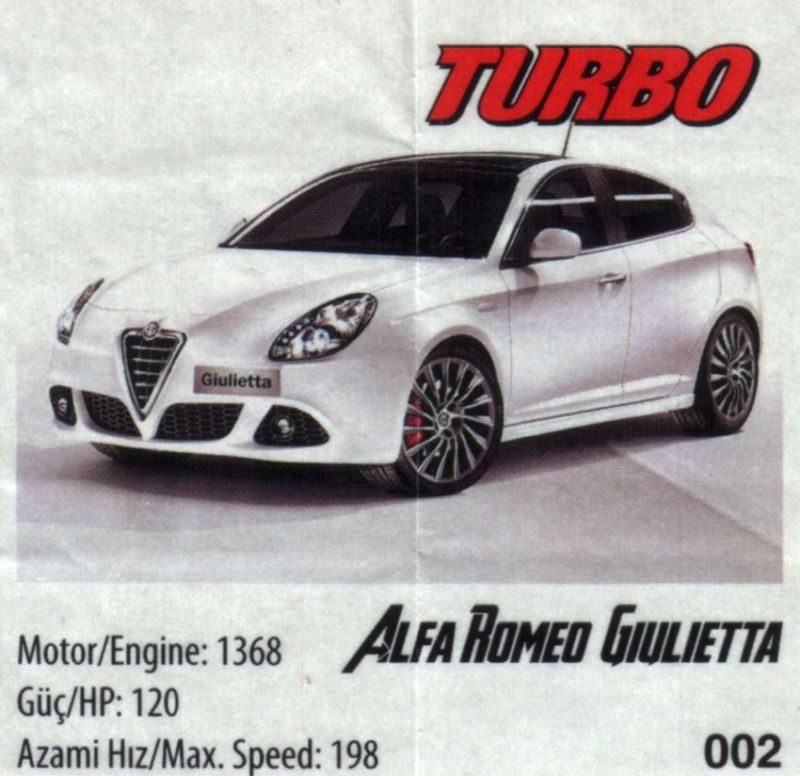 TURBO
Giulietta
ALFA ROMEO GIULIETTA
Motor/Engine: 1368
Güç/HP: 120
Azami Hız/Max. Speed: 198
002